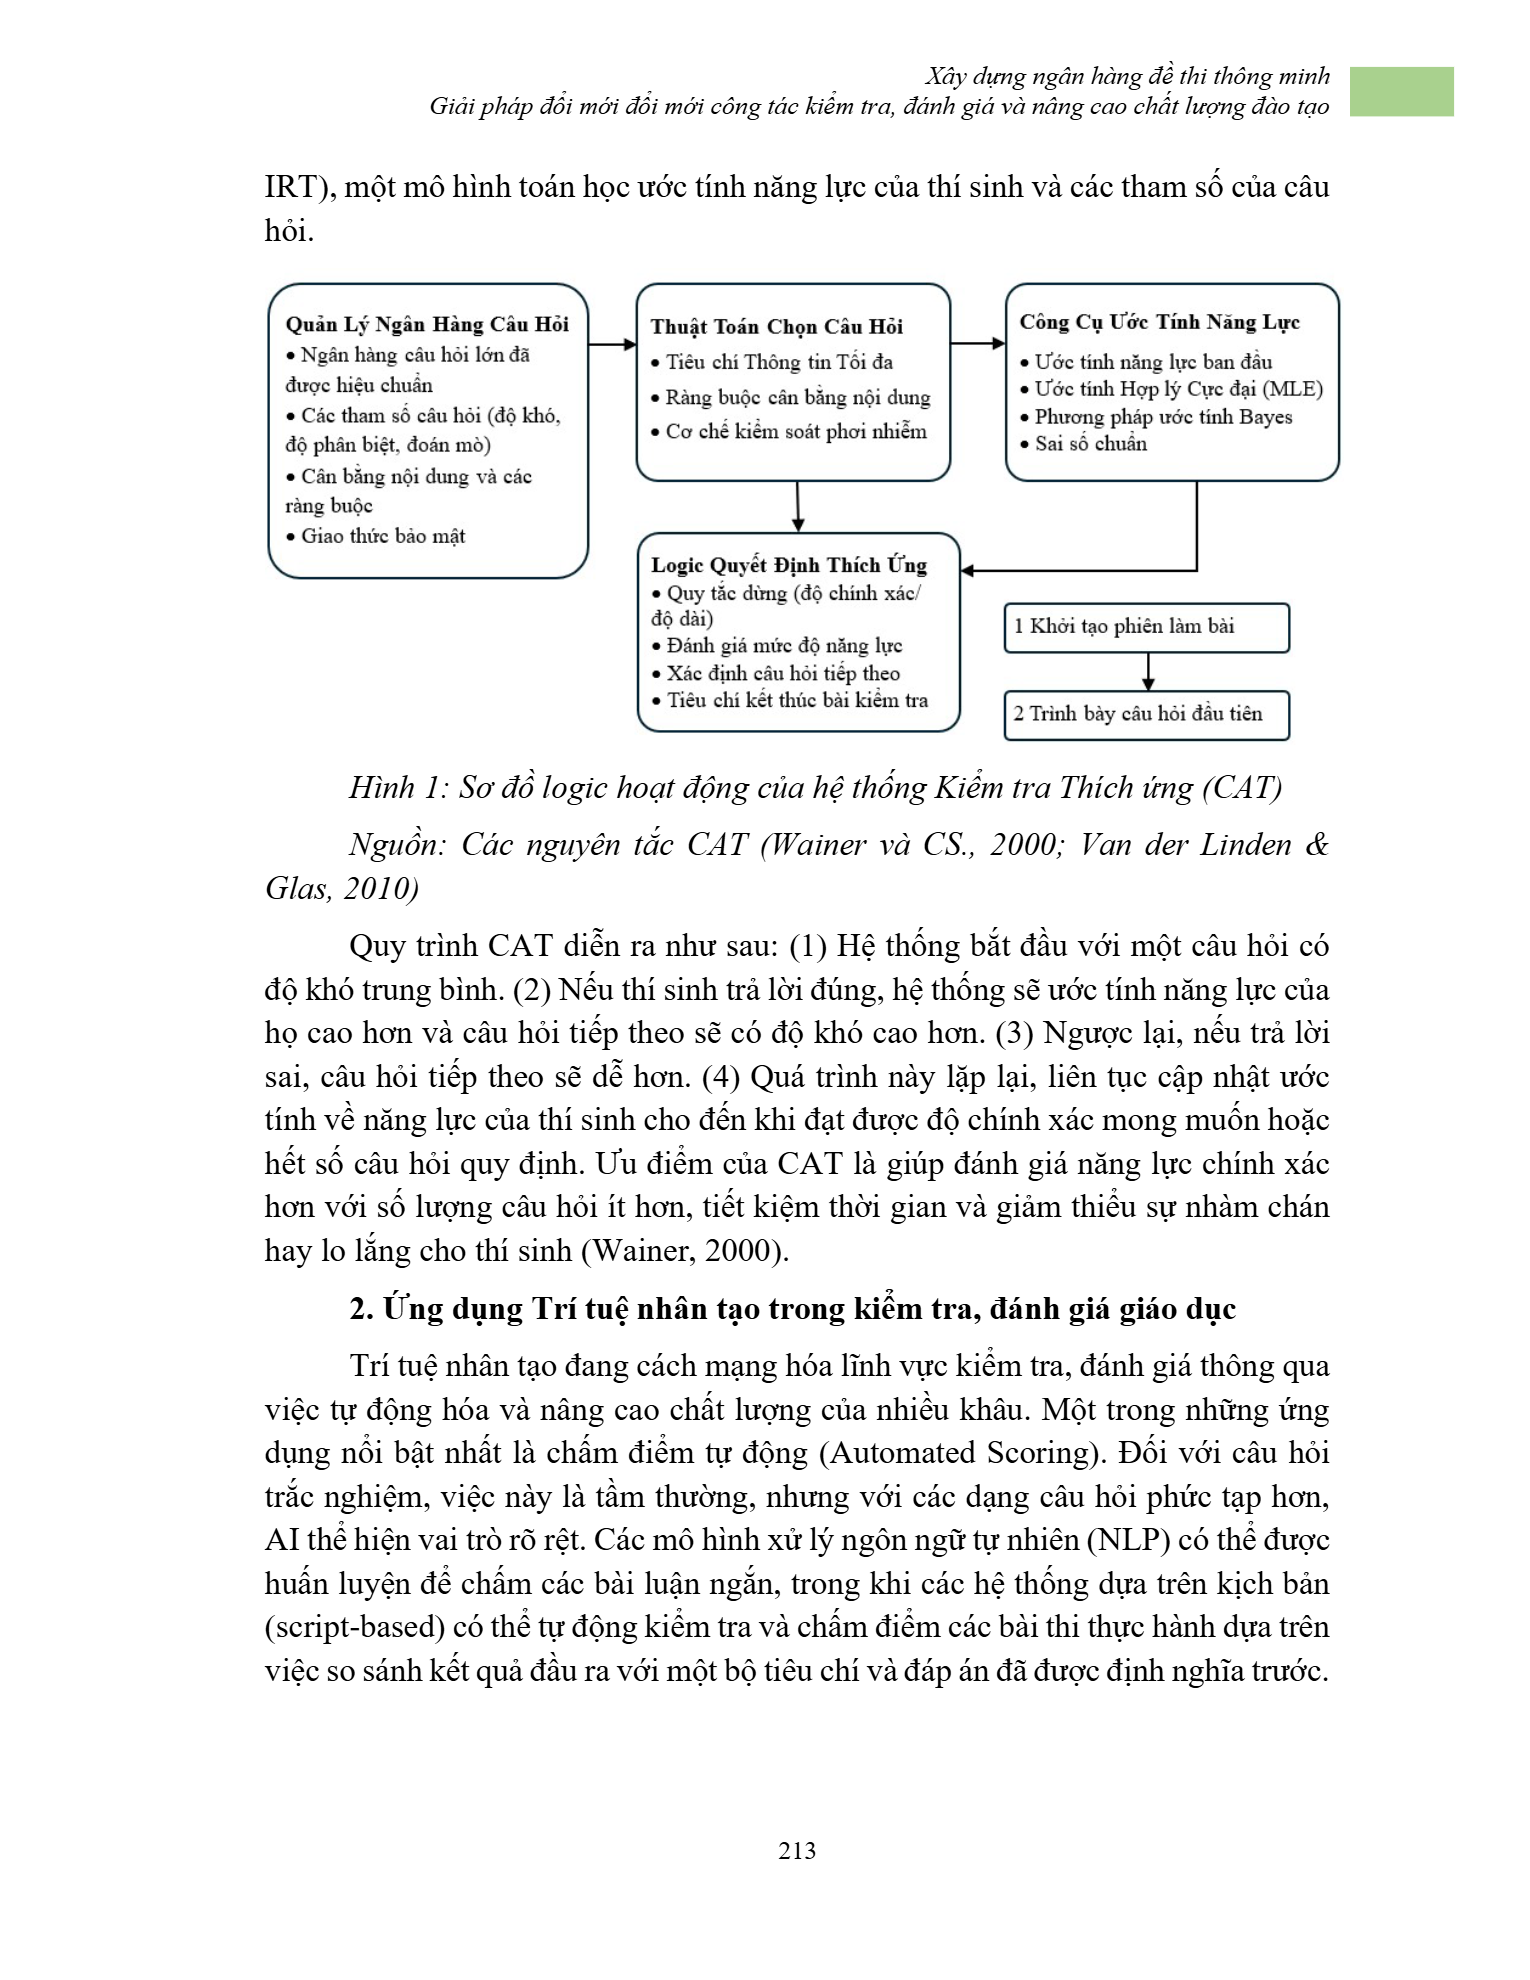 Xây dựng ngân hàng đề thi thông minh
Giải pháp đổi mới đổi mới công tác kiểm tra, đánh giá và nâng cao chất lượng đào tạo
IRT), một mô hình toán học ước tính năng lực của thí sinh và các tham số của câu
hỏi.
Quản Lý Ngân Hàng Câu Hỏi
• Ngân hàng câu hỏi lớn đã
được hiệu chuẩn
• Các tham số câu hỏi (độ khó,
độ phân biệt, đoán mò)
• Cân bằng nội dung và các
ràng buộc
• Giao thức bảo mật
Thuật Toán Chọn Câu Hỏi
• Tiêu chí Thông tin Tối đa
• Ràng buộc cân bằng nội dung
• Cơ chế kiểm soát phơi nhiễm
Công Cụ Ước Tính Năng Lực
• Ước tính năng lực ban đầu
• Ước tính Hợp lý Cực đại (MLE)
• Phương pháp ước tính Bayes
• Sai số chuẩn
Logic Quyết Định Thích Ứng
• Quy tắc dừng (độ chính xác/
độ dài)
• Đánh giá mức độ năng lực
• Xác định câu hỏi tiếp theo
• Tiêu chí kết thúc bài kiểm tra
1 Khởi tạo phiên làm bài
2 Trình bày câu hỏi đầu tiên
Hình 1: Sơ đồ logic hoạt động của hệ thống Kiểm tra Thích ứng (CAT)
Nguồn: Các nguyên tắc CAT (Wainer và CS., 2000; Van der Linden &
Glas, 2010)
Quy trình CAT diễn ra như sau: (1) Hệ thống bắt đầu với một câu hỏi có
độ khó trung bình. (2) Nếu thí sinh trả lời đúng, hệ thống sẽ ước tính năng lực của
họ cao hơn và câu hỏi tiếp theo sẽ có độ khó cao hơn. (3) Ngược lại, nếu trả lời
sai, câu hỏi tiếp theo sẽ dễ hơn. (4) Quá trình này lặp lại, liên tục cập nhật ước
tính về năng lực của thí sinh cho đến khi đạt được độ chính xác mong muốn hoặc
hết số câu hỏi quy định. Ưu điểm của CAT là giúp đánh giá năng lực chính xác
hơn với số lượng câu hỏi ít hơn, tiết kiệm thời gian và giảm thiểu sự nhàm chán
hay lo lắng cho thí sinh (Wainer, 2000).
2. Ứng dụng Trí tuệ nhân tạo trong kiểm tra, đánh giá giáo dục
Trí tuệ nhân tạo đang cách mạng hóa lĩnh vực kiểm tra, đánh giá thông qua
việc tự động hóa và nâng cao chất lượng của nhiều khâu. Một trong những ứng
dụng nổi bật nhất là chấm điểm tự động (Automated Scoring). Đối với câu hỏi
trắc nghiệm, việc này là tầm thường, nhưng với các dạng câu hỏi phức tạp hơn,
AI thể hiện vai trò rõ rệt. Các mô hình xử lý ngôn ngữ tự nhiên (NLP) có thể được
huấn luyện để chấm các bài luận ngắn, trong khi các hệ thống dựa trên kịch bản
(script-based) có thể tự động kiểm tra và chấm điểm các bài thi thực hành dựa trên
việc so sánh kết quả đầu ra với một bộ tiêu chí và đáp án đã được định nghĩa trước.
213